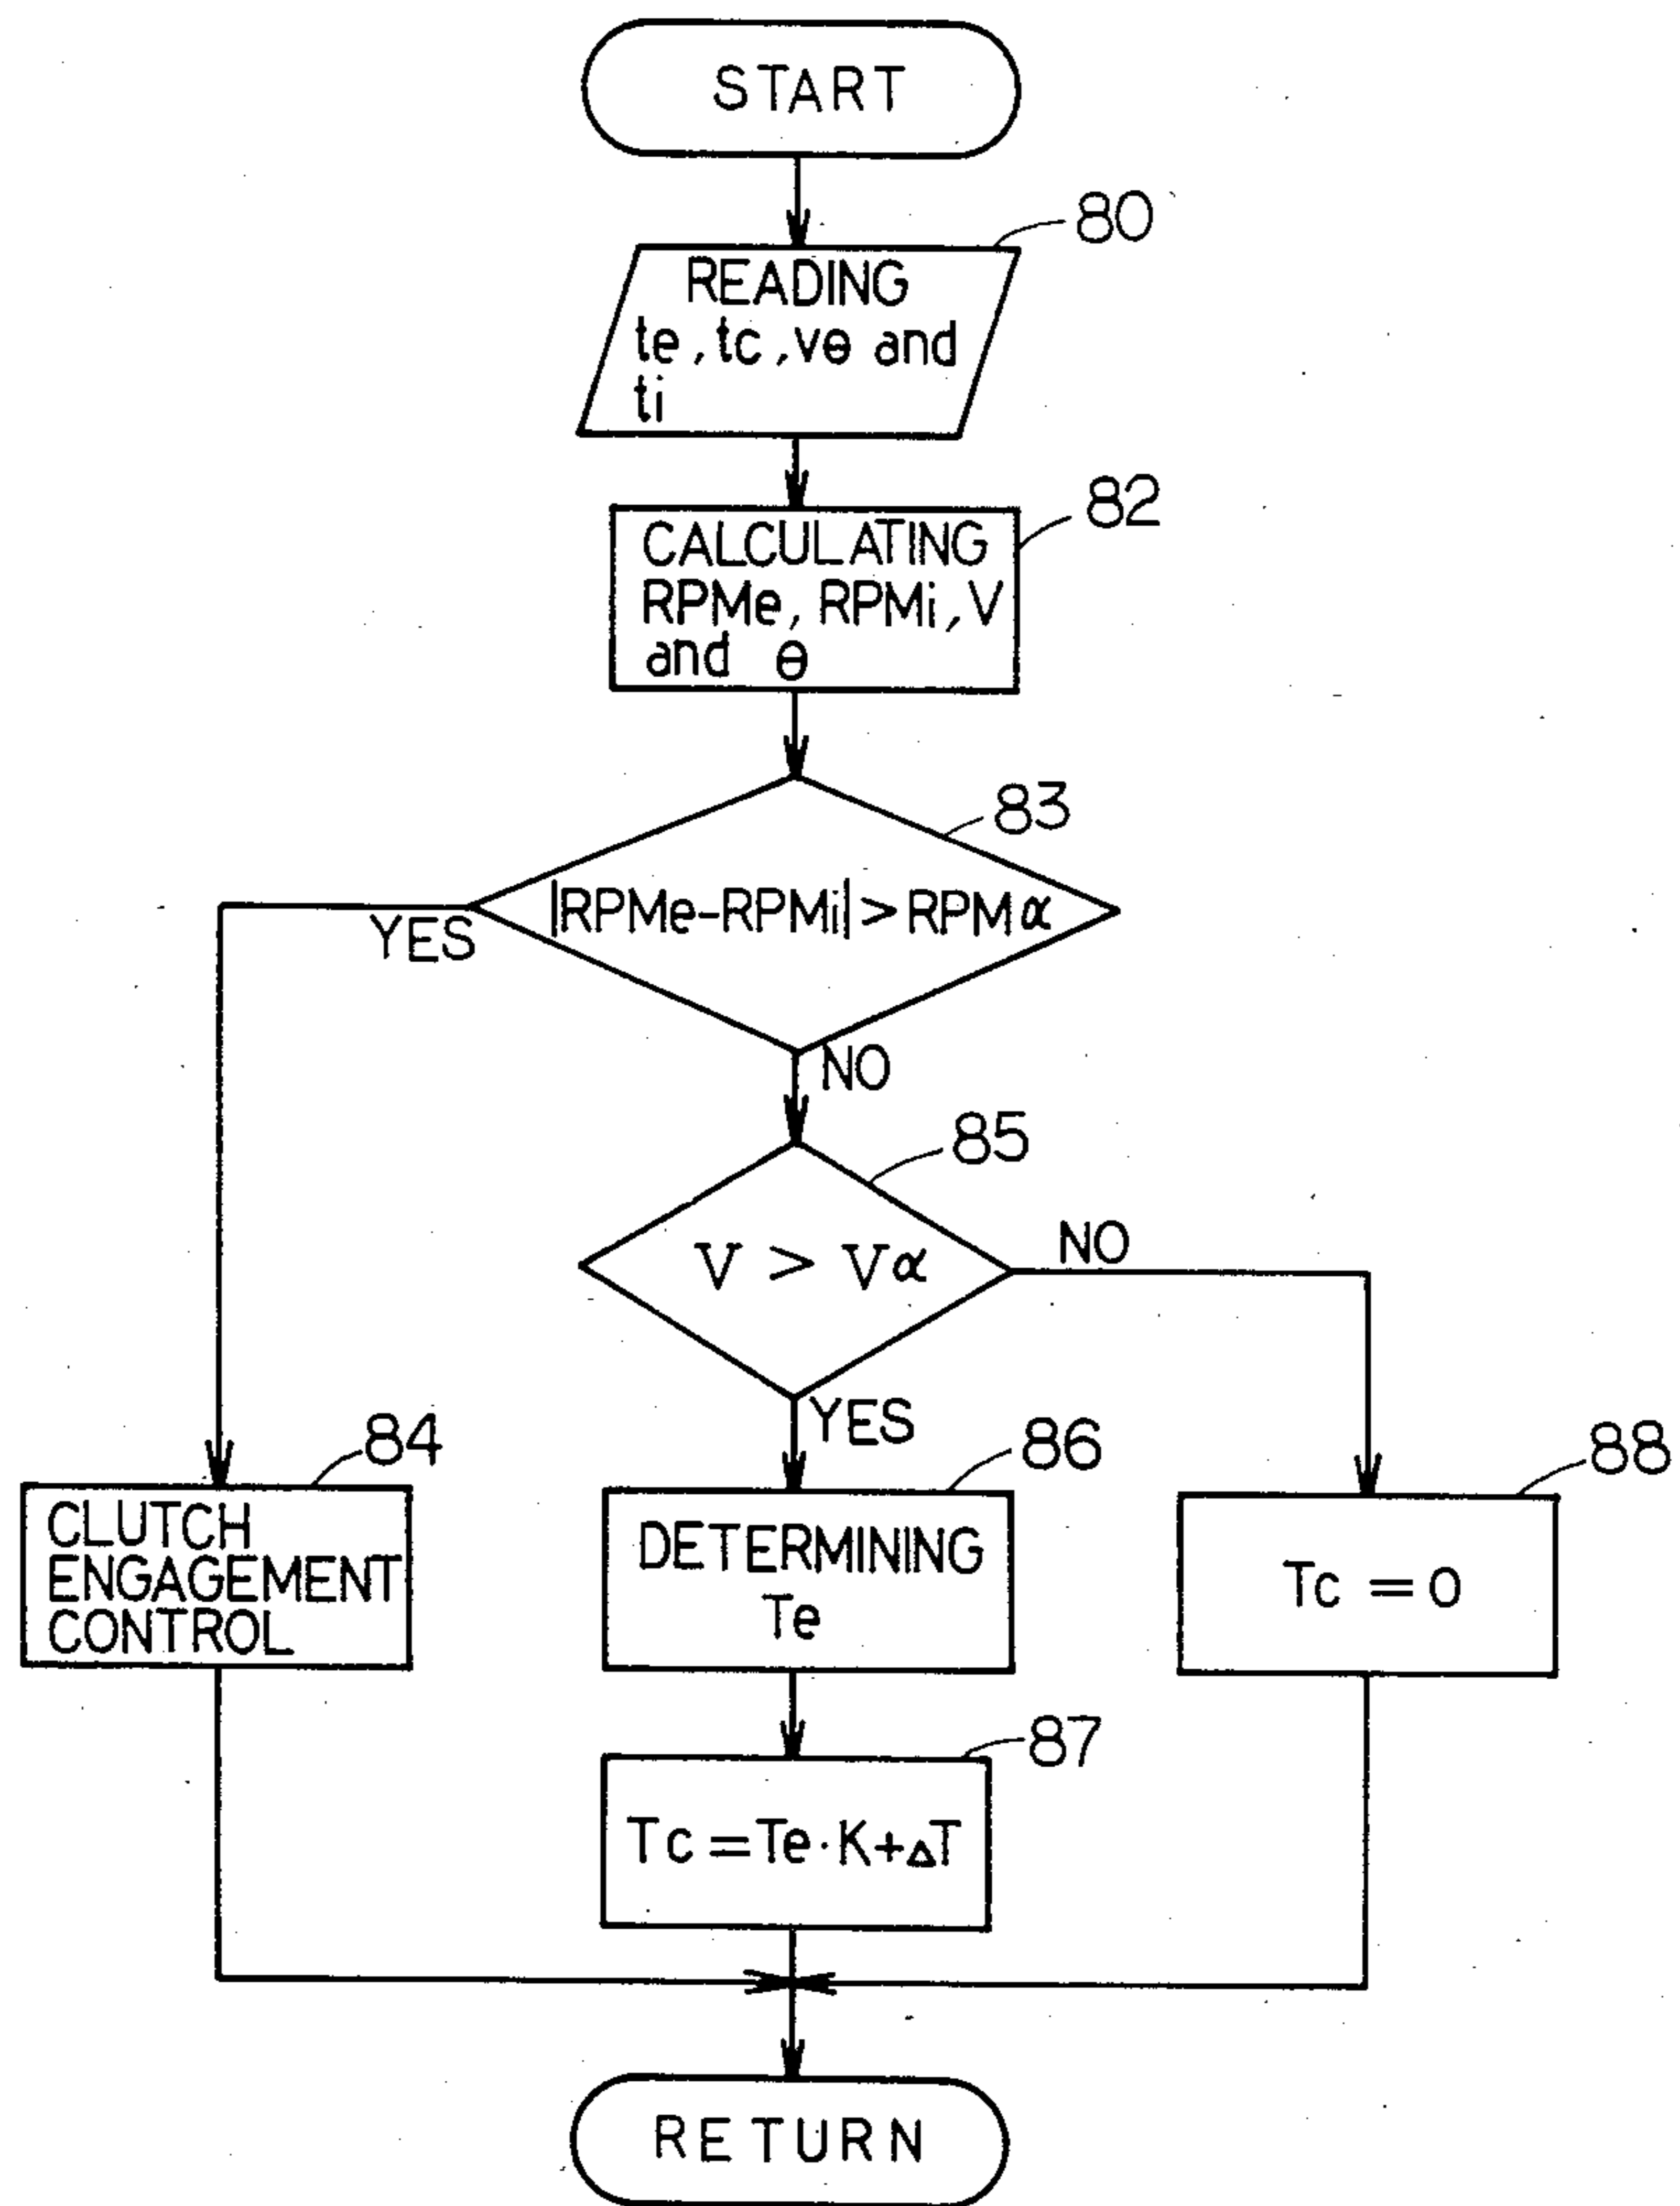 START
80
READING
te, tc, vθ and
ti
82
CALCULATING
RPMe, RPMi, V
and θ
83
|RPMe-RPMi| > RPMα
YES
NO
85
V > Vα
NO
YES
84
CLUTCH
ENGAGEMENT
CONTROL
86
DETERMINING
Te
88
Tc = 0
87
Tc = Te·K+ΔT
RETURN